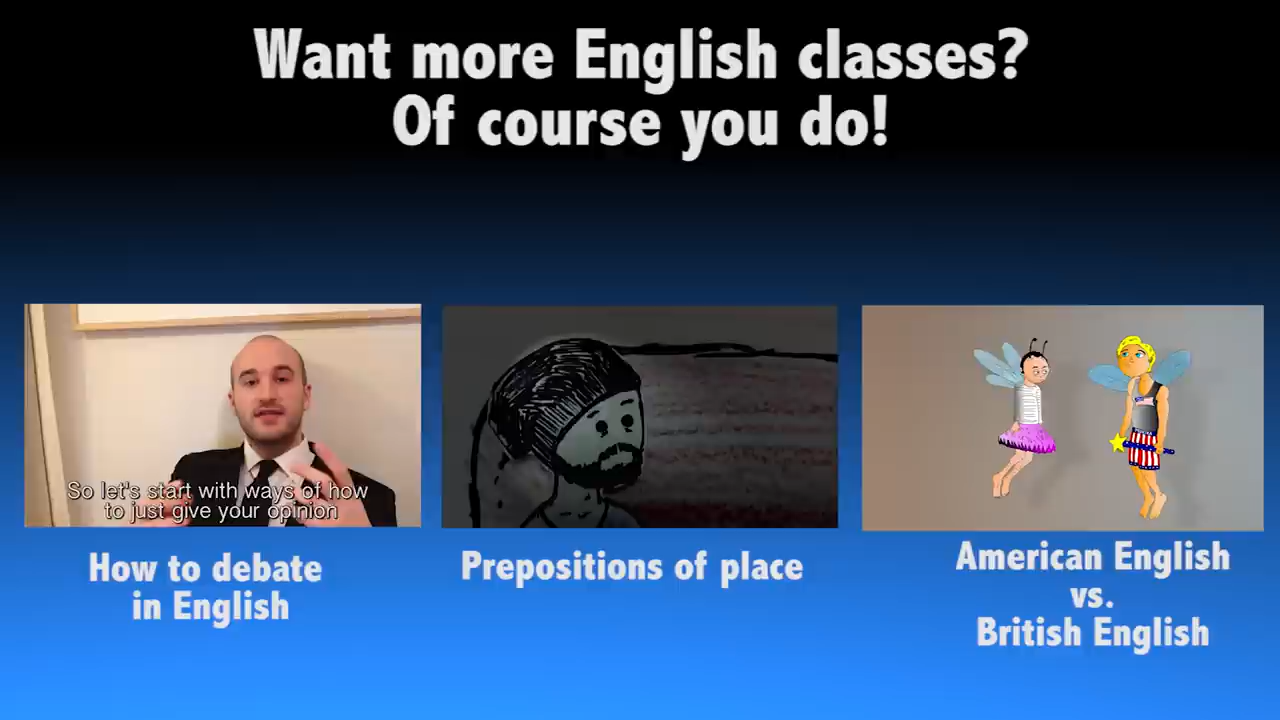 Want more English classes?
Of course you do!
So let's start with ways of how
to just give your opinion
How to debate
in English
Prepositions of place
American English
vs.
British English